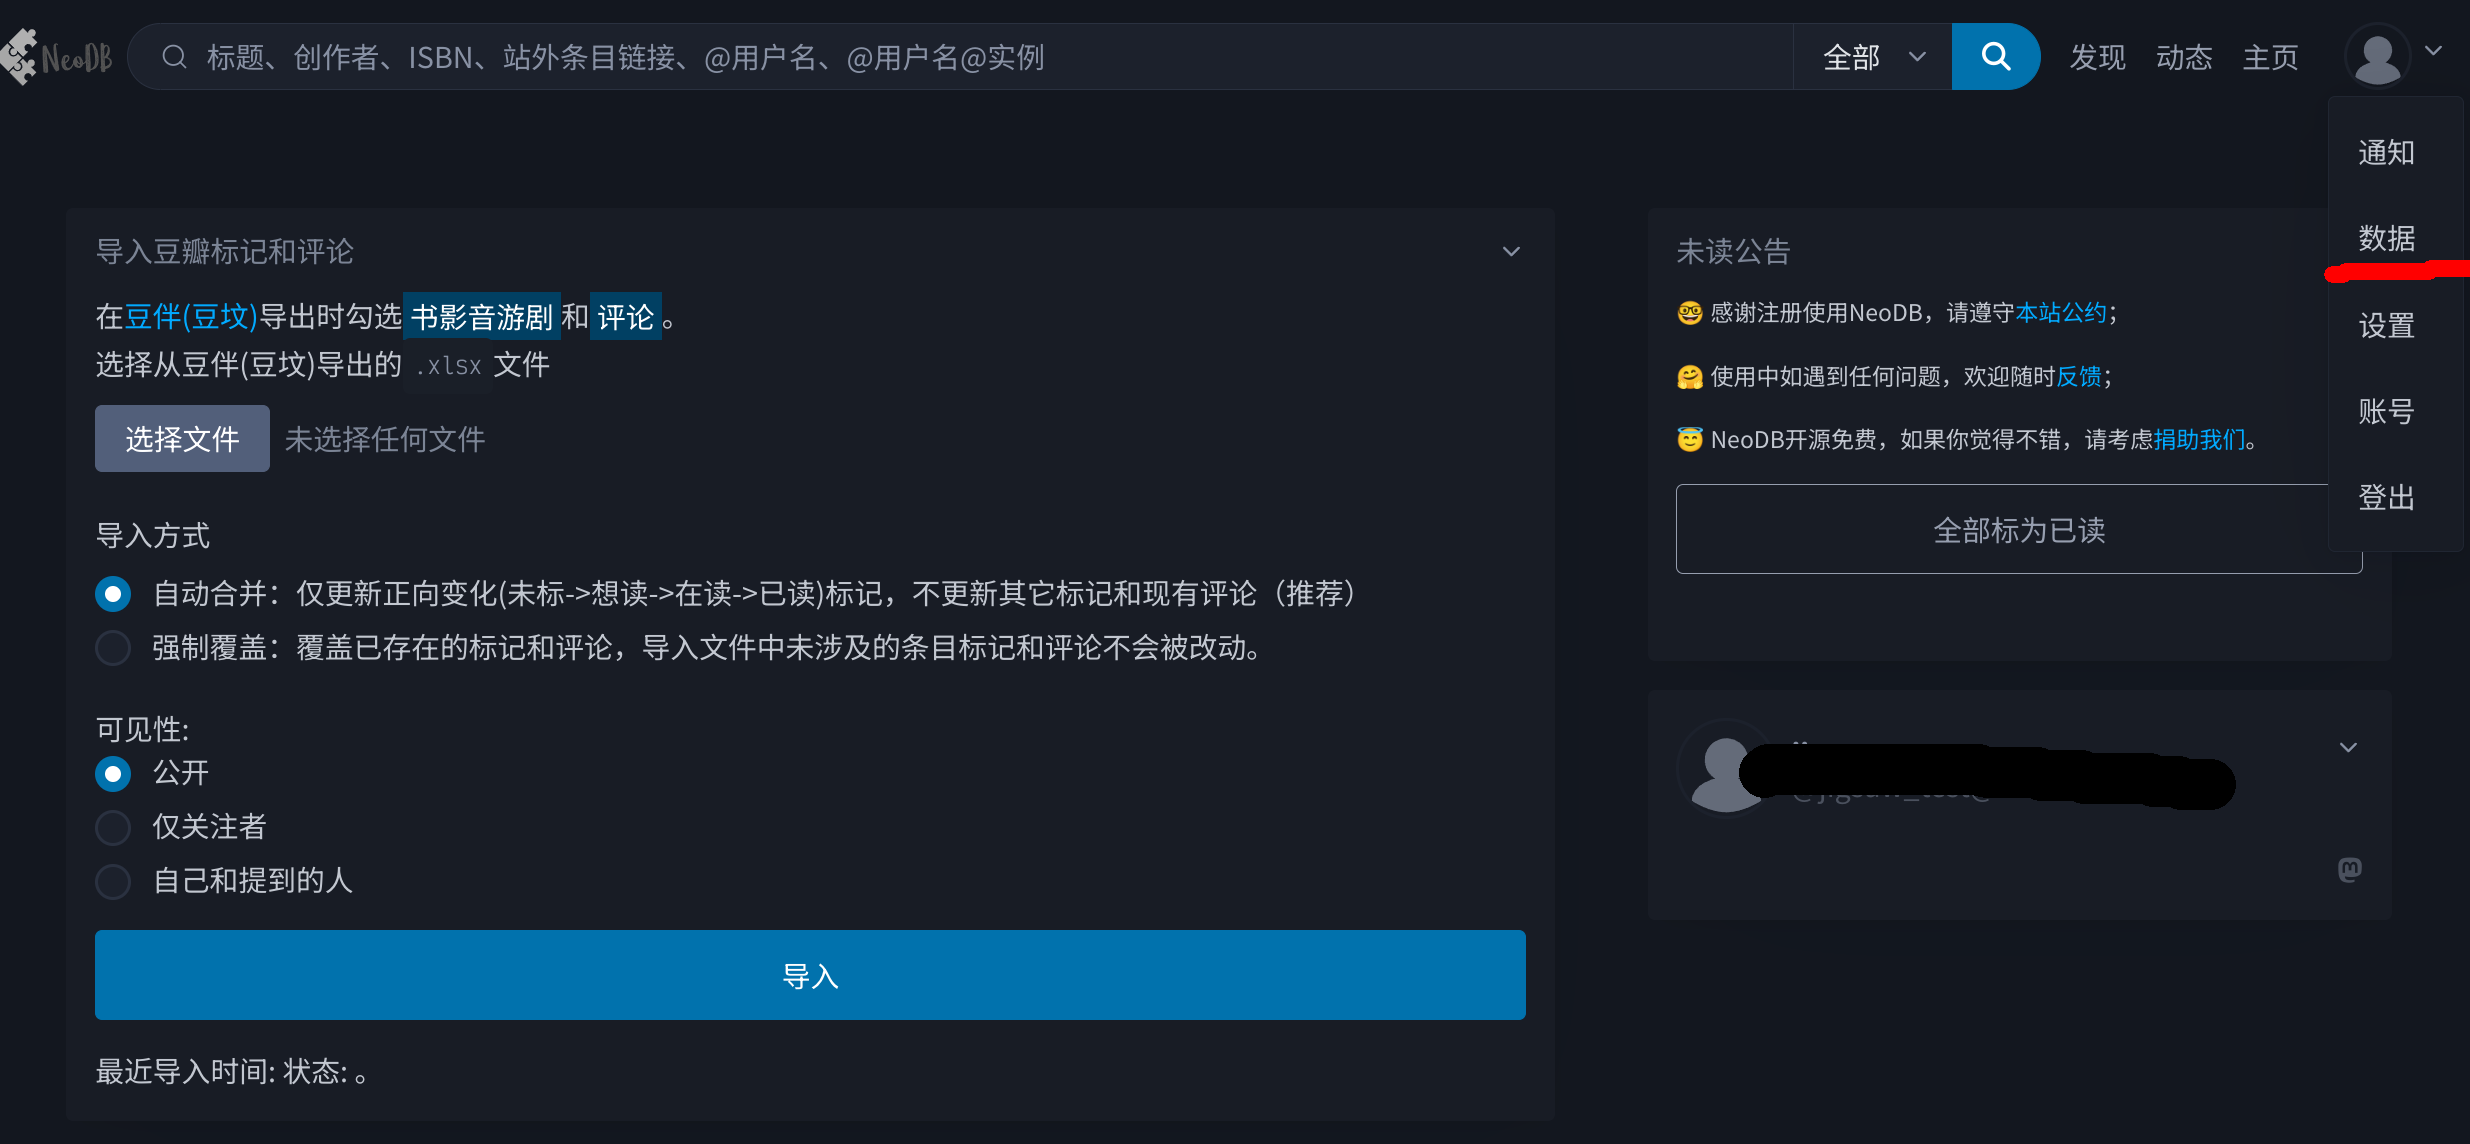 NeoDB
标题、创作者、ISBN、站外条目链接、@用户名、@用户名@实例
全部
发现 动态 主页
通知
数据
设置
账号
登出
导入豆瓣标记和评论
在豆伴(豆坟)导出时勾选 书影音游剧 和 评论 。
选择从豆伴(豆坟)导出的 .xlsx 文件
选择文件 未选择任何文件
导入方式
自动合并：仅更新正向变化(未标->想读->在读->已读)标记，不更新其它标记和现有评论（推荐）
强制覆盖：覆盖已存在的标记和评论，导入文件中未涉及的条目标记和评论不会被改动。
可见性:
公开
仅关注者
自己和提到的人
导入
最近导入时间: 状态: 。
未读公告
🤓 感谢注册使用NeoDB，请遵守本站公约；
🤗 使用中如遇到任何问题，欢迎随时反馈；
😇 NeoDB开源免费，如果你觉得不错，请考虑捐助我们。
全部标为已读